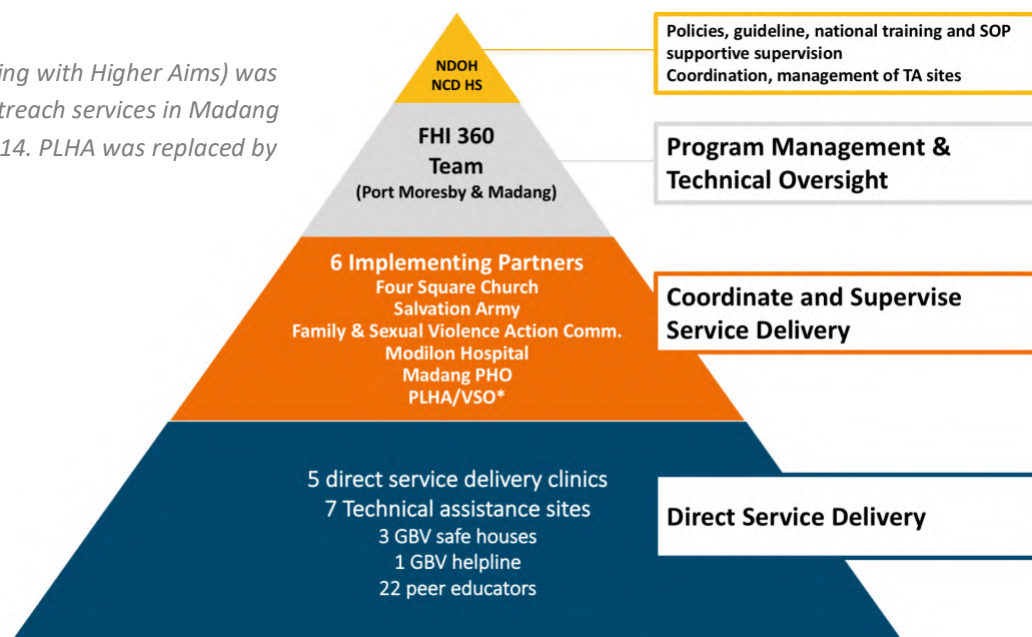 ing with Higher Aims) was
treach services in Madang
14. PLHA was replaced by
NDOH
NCD HS
Policies, guideline, national training and SOP
supportive supervision
Coordination, management of TA sites
FHI 360
Team
(Port Moresby & Madang)
Program Management &
Technical Oversight
6 Implementing Partners
Four Square Church
Salvation Army
Family & Sexual Violence Action Comm.
Modilon Hospital
Madang PHO
PLHA/VSO*
Coordinate and Supervise
Service Delivery
5 direct service delivery clinics
7 Technical assistance sites
3 GBV safe houses
1 GBV helpline
22 peer educators
Direct Service Delivery